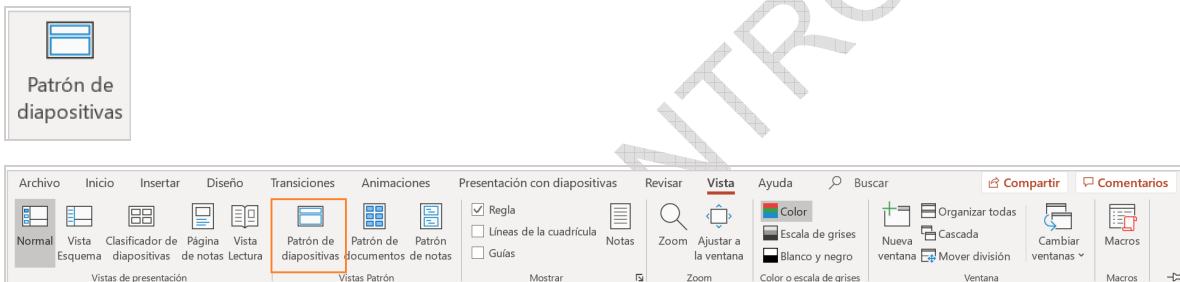 Patrón de
diapositivas
NTRO
Archivo Inicio Insertar Diseño Transiciones Animaciones Presentación con diapositivas Revisar Vista Ayuda Buscar Compartir Comentarios
Normal Vista Esquema Clasificador de diapositivas Página de notas Vista Lectura Patrón de diapositivas Patrón de documentos Patrón de notas
Regla
Líneas de la cuadrícula
Guías
Notas
Zoom Ajustar a la ventana
Color
Escala de grises
Blanco y negro
Nueva ventana
Organizar todas
Cascada
Mover división
Cambiar ventanas
Macros
Vistas de presentación Vistas Patrón Mostrar Zoom Color o escala de grises Ventana Macros